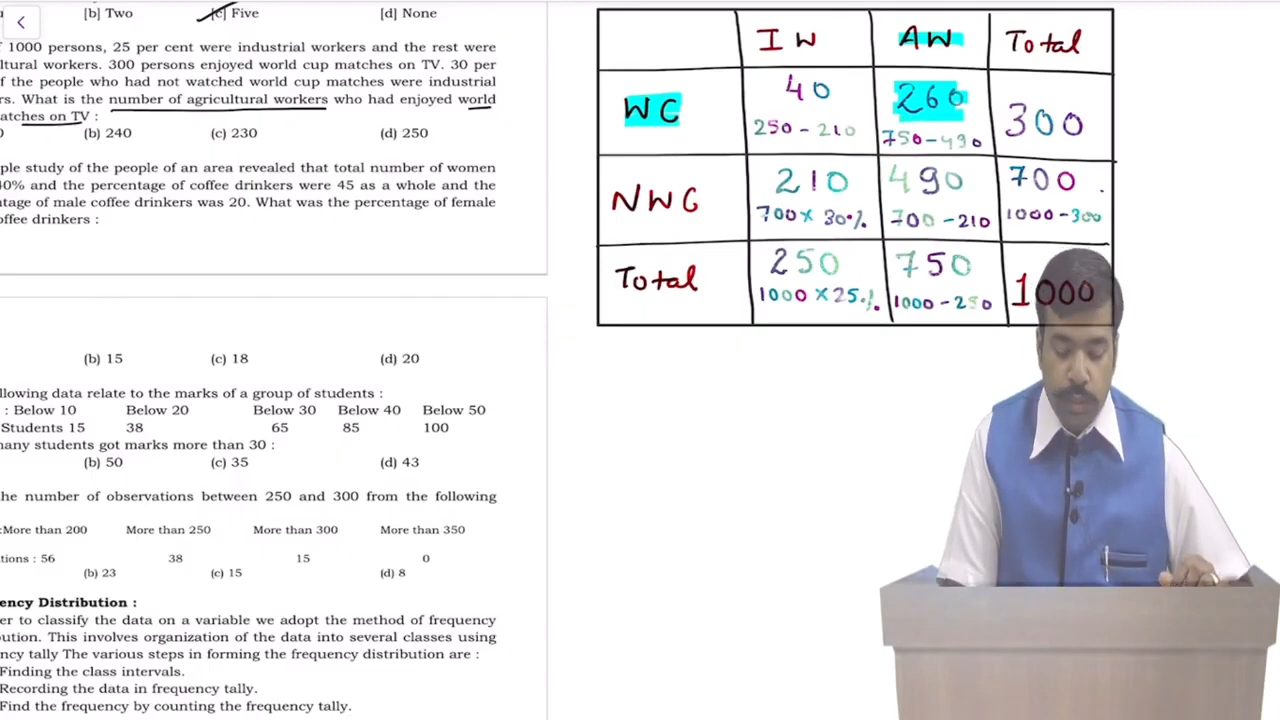 [b] Two [c] Five [d] None
f 1000 persons, 25 per cent were industrial workers and the rest were
ltural workers. 300 persons enjoyed world cup matches on TV. 30 per
f the people who had not watched world cup matches were industrial
rs. What is the number of agricultural workers who had enjoyed world
atches on TV :
0 (b) 240 (c) 230 (d) 250
ple study of the people of an area revealed that total number of women
40% and the percentage of coffee drinkers were 45 as a whole and the
ntage of male coffee drinkers was 20. What was the percentage of female
offee drinkers :
(b) 15 (c) 18 (d) 20
llowing data relate to the marks of a group of students :
: Below 10 Below 20 Below 30 Below 40 Below 50
Students 15 38 65 85 100
many students got marks more than 30 :
(b) 50 (c) 35 (d) 43
he number of observations between 250 and 300 from the following
:More than 200 More than 250 More than 300 More than 350
tions : 56 38 15 0
(b) 23 (c) 15 (d) 8
ency Distribution :
er to classify the data on a variable we adopt the method of frequency
oution. This involves organization of the data into several classes using
ncy tally The various steps in forming the frequency distribution are :
Finding the class intervals.
Recording the data in frequency tally.
Find the frequency by counting the frequency tally.
IW AW Total
WC 40 260 300
250 - 210 750 - 490
NWC 210 490 700
700 × 30% 700 - 210 1000 - 300
Total 250 750 1000
1000 × 25% 1000 - 250